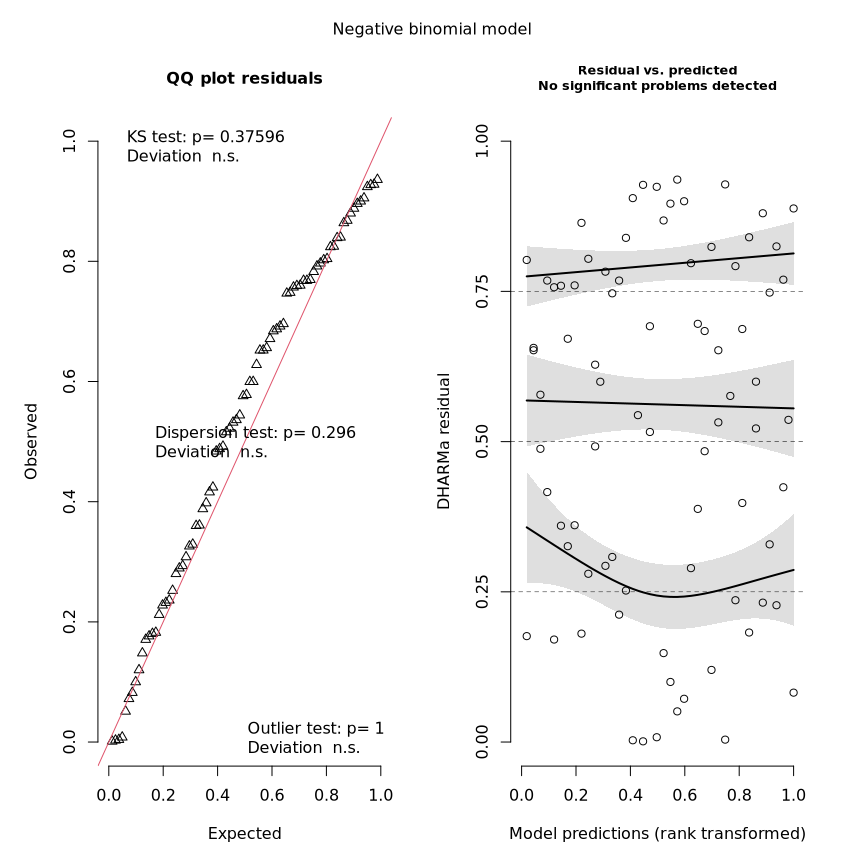 Negative binomial model
QQ plot residuals
KS test: p= 0.37596
Deviation  n.s.
Dispersion test: p= 0.296
Deviation  n.s.
Outlier test: p= 1
Deviation  n.s.
Observed
0.0
0.2
0.4
0.6
0.8
1.0
0.0 0.2 0.4 0.6 0.8 1.0
Expected
Residual vs. predicted
No significant problems detected
DHARMa residual
0.00
0.25
0.50
0.75
1.00
0.0 0.2 0.4 0.6 0.8 1.0
Model predictions (rank transformed)